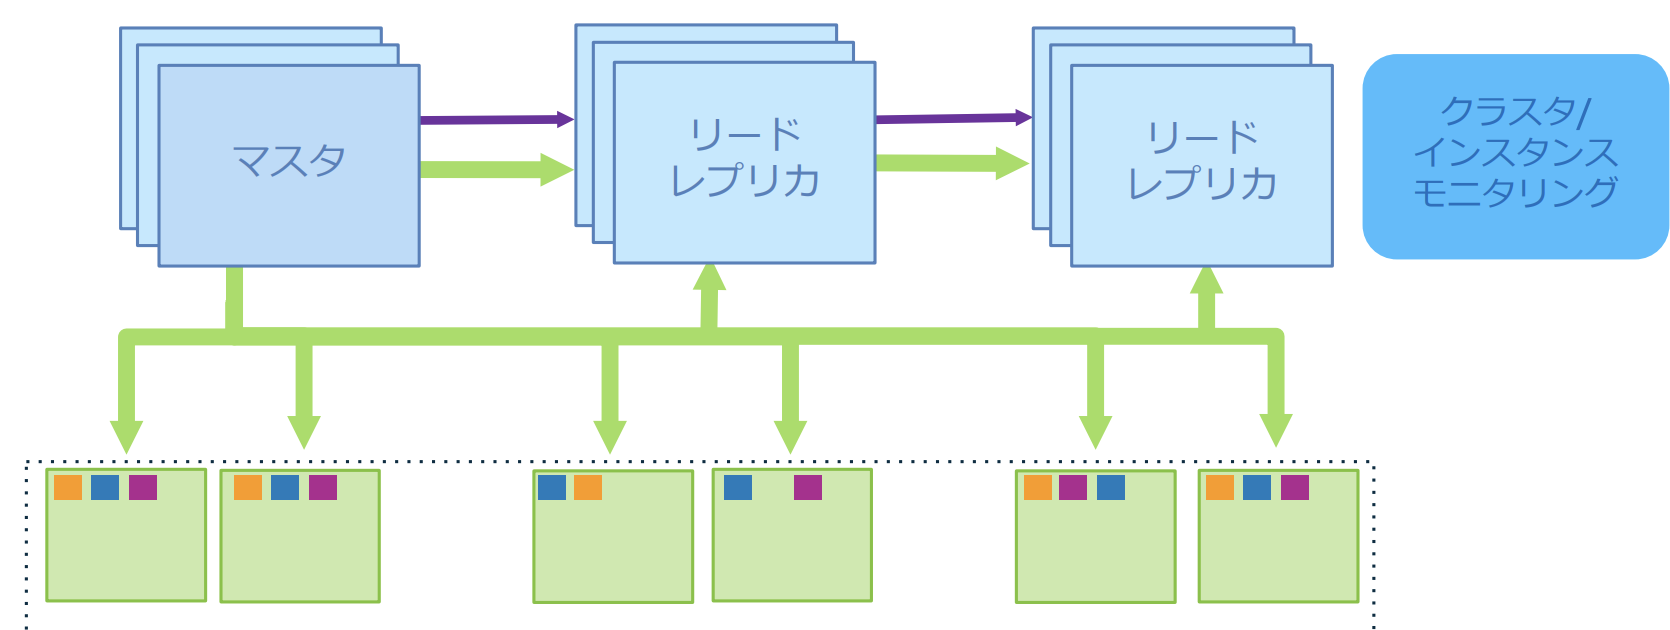 マスタ
リード
レプリカ
リード
レプリカ
クラスタ/
インスタンス
モニタリング